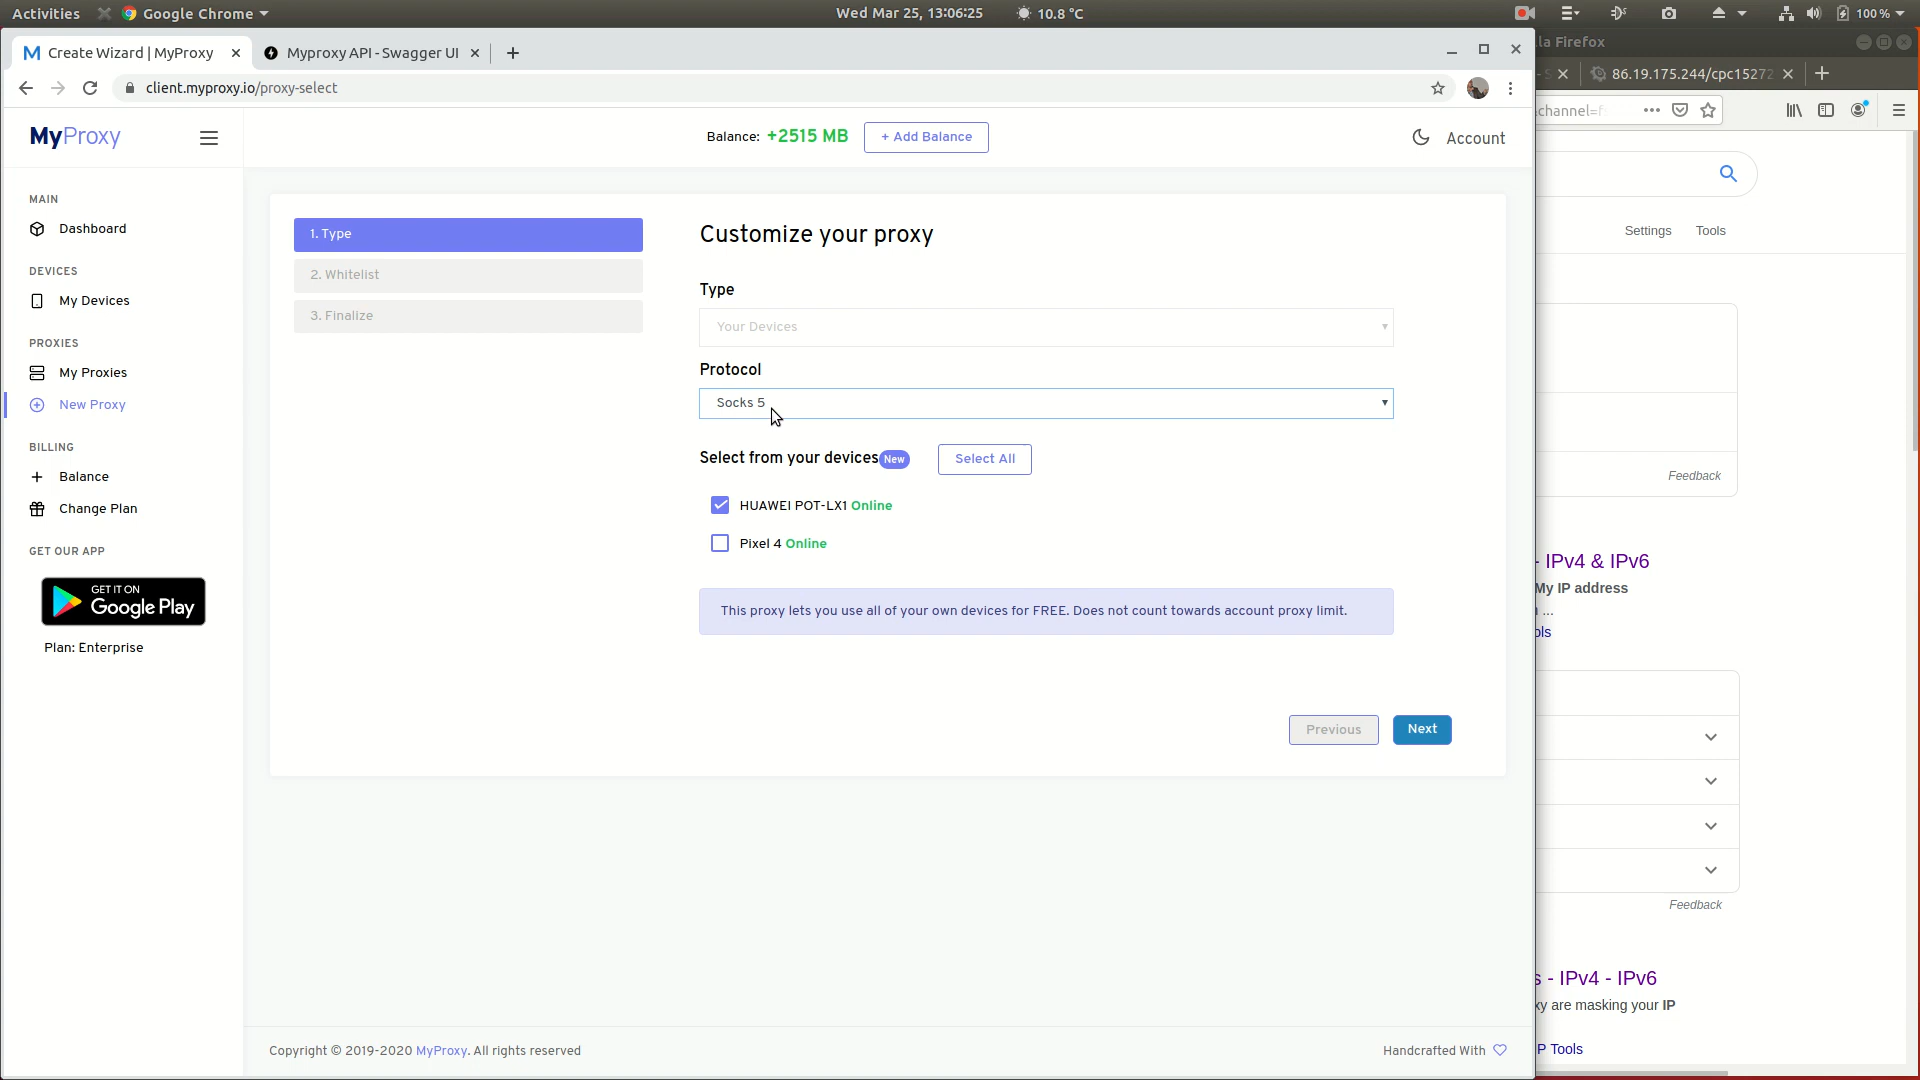 Activities
Google Chrome
Wed Mar 25, 13:06:25
10.8 °C
100 %
Create Wizard | MyProxy
Myproxy API - Swagger UI
client.myproxy.io/proxy-select
Firefox
86.19.175.244/cpc15272
channel=f
MyProxy
Balance: +2515 MB
+ Add Balance
Account
MAIN
Dashboard
DEVICES
My Devices
PROXIES
My Proxies
New Proxy
BILLING
Balance
Change Plan
GET OUR APP
GET IT ON
Google Play
Plan: Enterprise
1. Type
2. Whitelist
3. Finalize
Customize your proxy
Type
Your Devices
Protocol
Socks 5
Select from your devices New
Select All
HUAWEI POT-LX1 Online
Pixel 4 Online
This proxy lets you use all of your own devices for FREE. Does not count towards account proxy limit.
Previous
Next
Copyright © 2019-2020 MyProxy. All rights reserved
Handcrafted With
Settings
Tools
Feedback
- IPv4 & IPv6
My IP address
...
Feedback
- IPv4 - IPv6
are masking your IP
P Tools